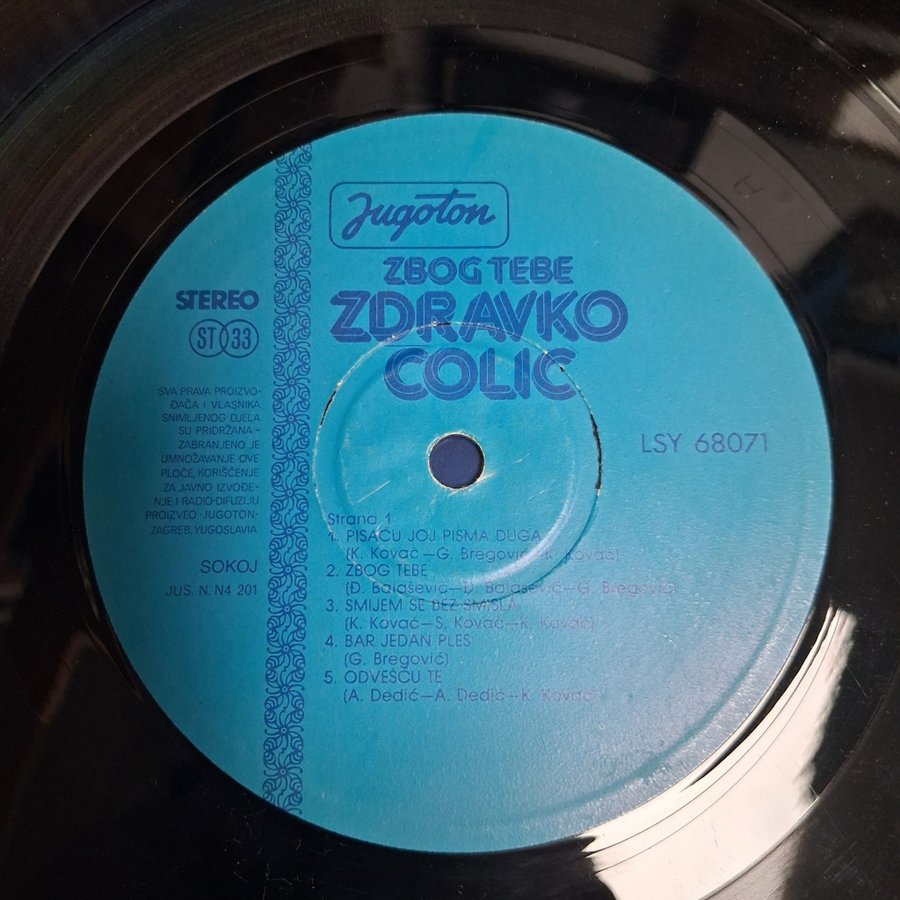 Jugoton
ZBOG TEBE
ZDRAVKO
COLIC
STEREO
ST 33
LSY 68071
SVA PRAVA PROIZVO-
ĐAČA I VLASNIKA
SNIMLJENOG DJELA
SU PRIDRŽANA -
ZABRANJENO JE
UMNOŽAVANJE OVE
PLOČE, KORIŠĆENJE
ZA JAVNO IZVOĐE-
NJE I RADIO-DIFUZIJU
PROIZVEO -JUGOTON-
ZAGREB, YUGOSLAVIA
SOKOJ
JUS. N. N4 201
Strana 1
1. PISAĆU JOJ PISMA DUGA
(K. Kovač—G. Bregović—K. Kovač)
2. ZBOG TEBE
(Đ. Balašević—Đ. Balašević—G. Bregović)
3. SMIJEM SE BEZ SMISLA
(K. Kovač—S. Kovač—K. Kovač)
4. BAR JEDAN PLES
(G. Bregović)
5. ODVEŠĆU TE
(A. Dedić—A. Dedić—K. Kovač)
A